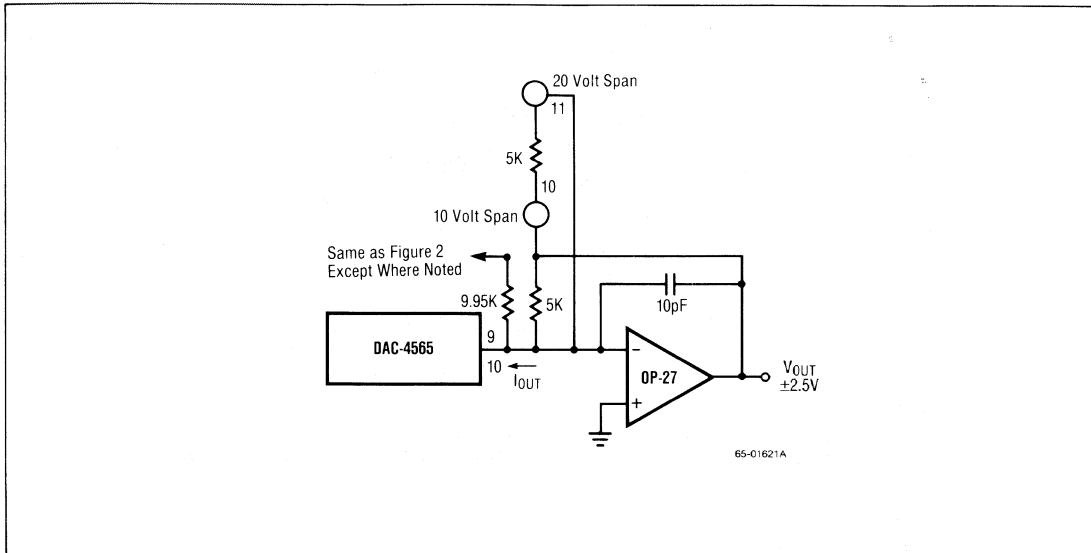 20 Volt Span
11
5K
10
10 Volt Span
Same as Figure 2
Except Where Noted
9.95K
5K
10pF
DAC-4565
9
10
IOUT
−
+
OP-27
VOUT
±2.5V
65-01621A